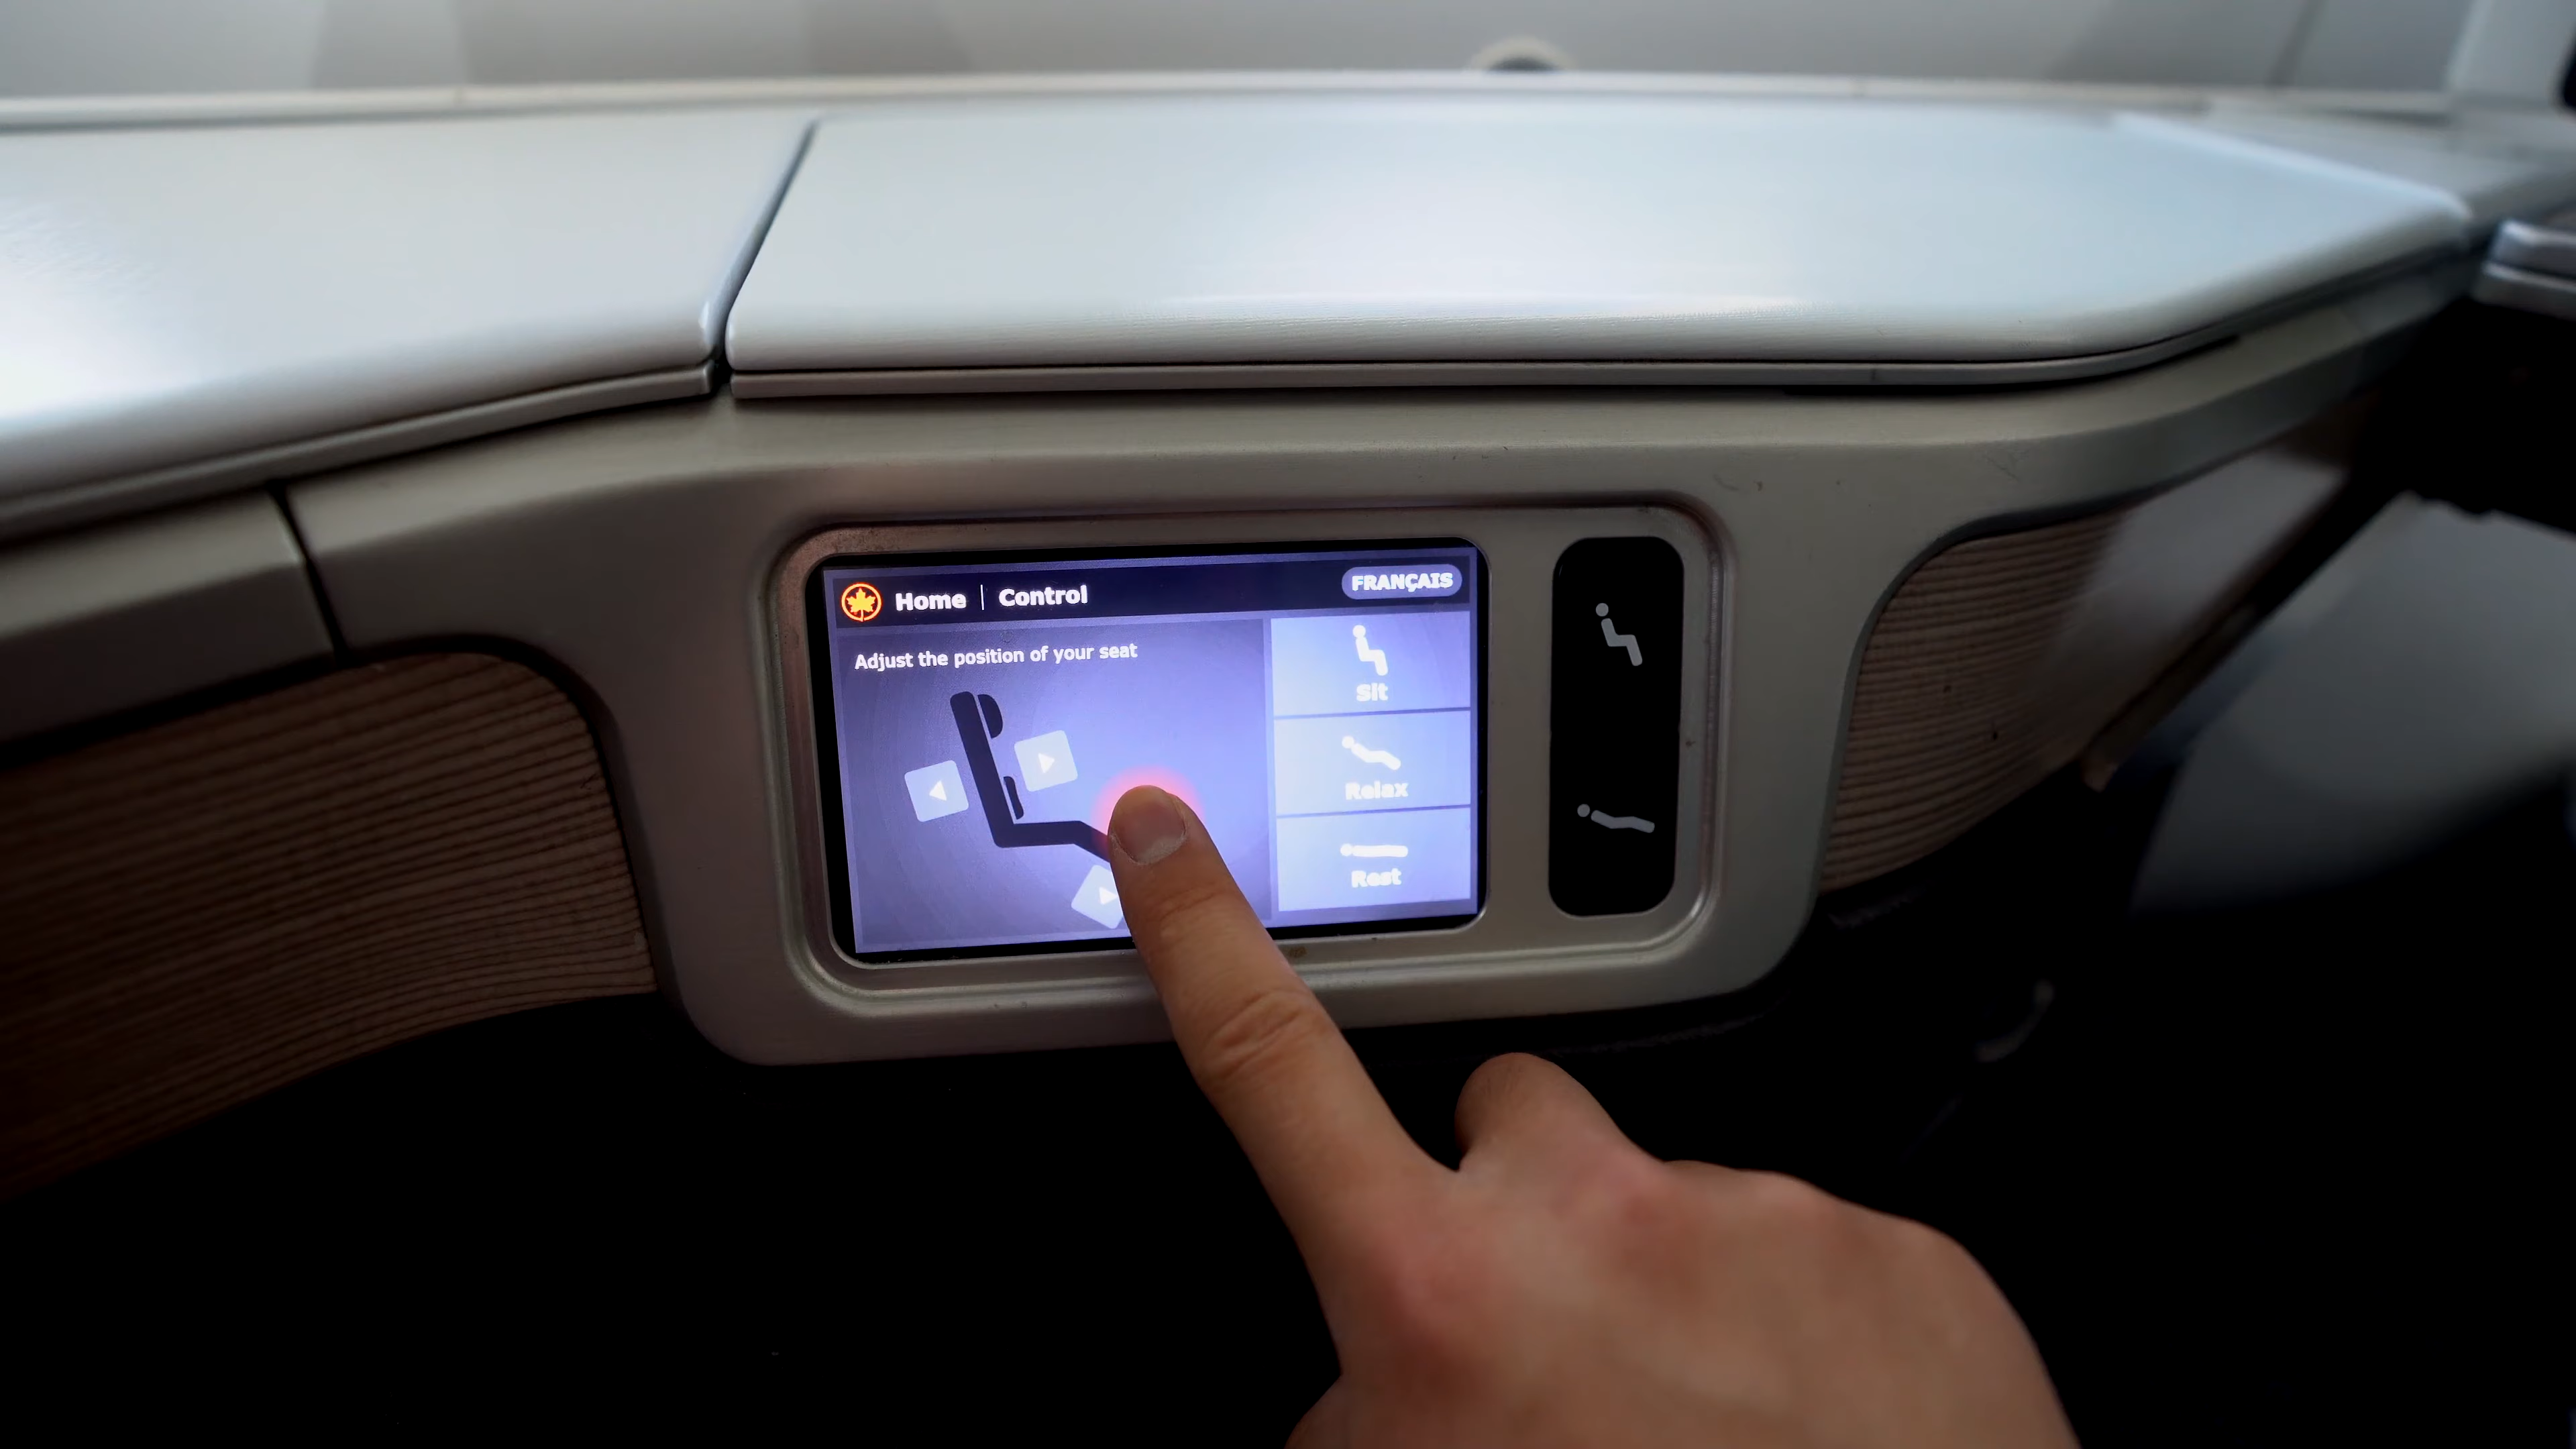 Home | Control
FRANÇAIS
Adjust the position of your seat
Sit
Relax
Rest